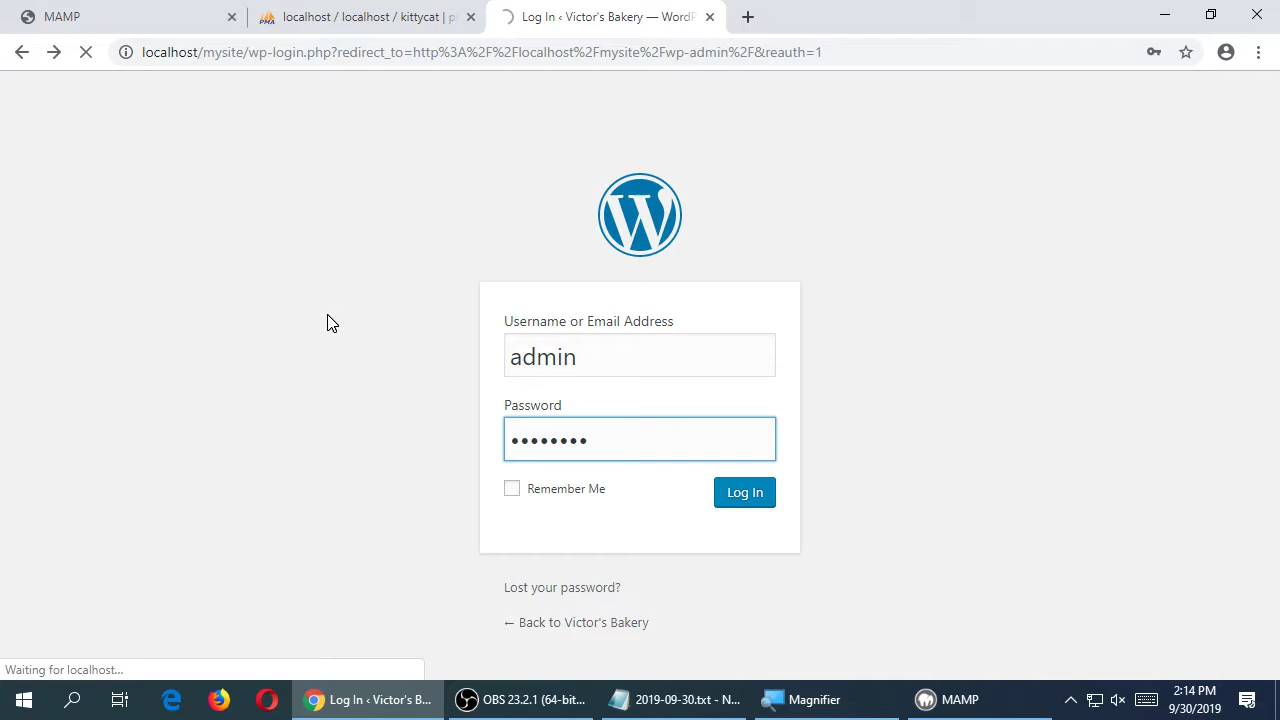 MAMP
localhost / localhost / kittycat | p
Log In ‹ Victor's Bakery — WordP
localhost/mysite/wp-login.php?redirect_to=http%3A%2F%2Flocalhost%2Fmysite%2Fwp-admin%2F&reauth=1
Username or Email Address
admin
Password
••••••••
Remember Me
Log In
Lost your password?
← Back to Victor's Bakery
Waiting for localhost...
Log In ‹ Victor's B...
OBS 23.2.1 (64-bit...
2019-09-30.txt - N...
Magnifier
MAMP
2:14 PM
9/30/2019